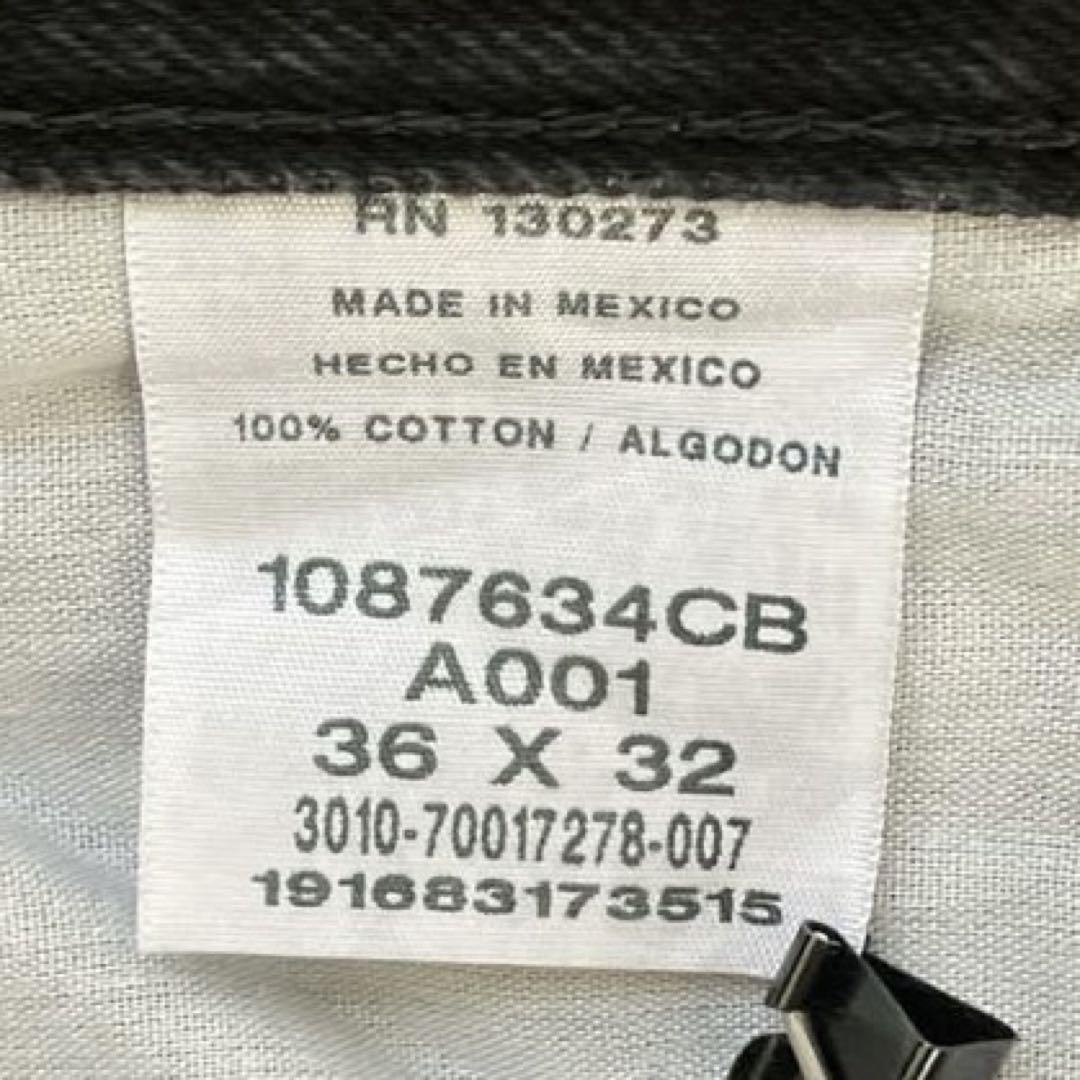 RN 130273
MADE IN MEXICO
HECHO EN MEXICO
100% COTTON / ALGODON
1087634CB
A001
36 X 32
3010-70017278-007
191683173515